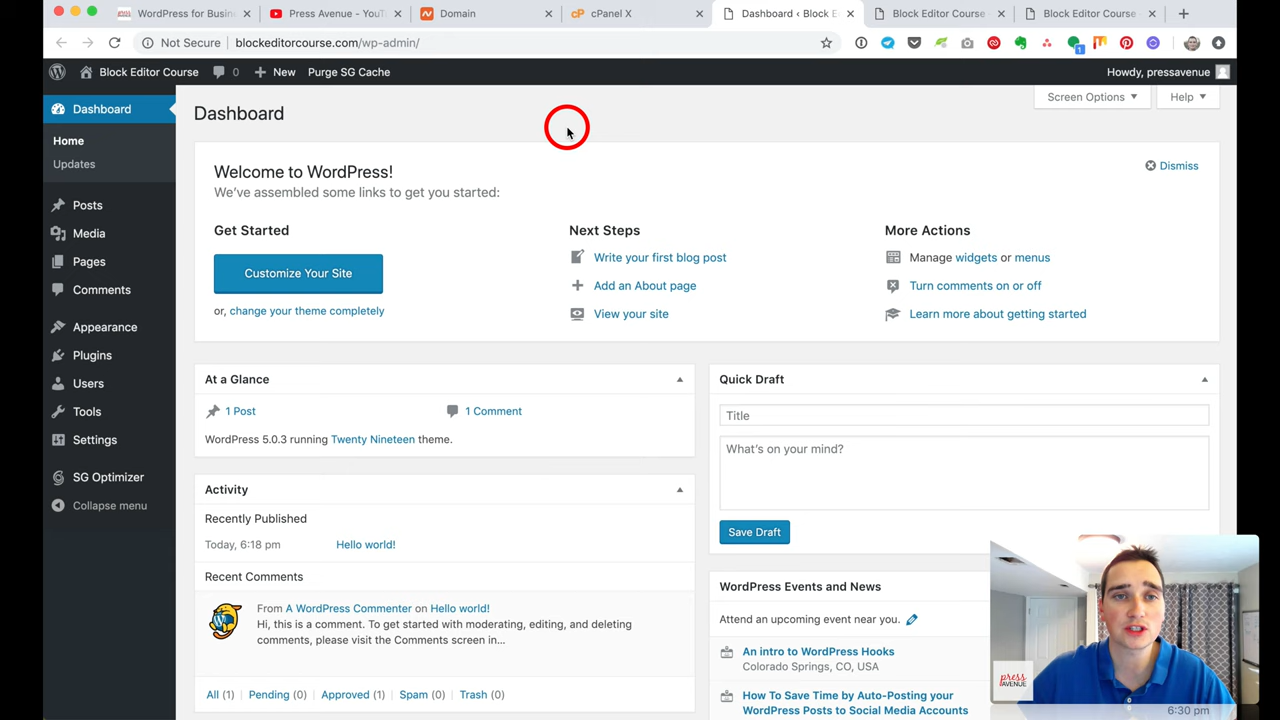 WordPress for Busin
Press Avenue - YouT
Domain
cPanel X
Dashboard ‹ Block E
Block Editor Course
Block Editor Course
Not Secure
blockeditorcourse.com/wp-admin/
1
Block Editor Course
0
New
Purge SG Cache
Howdy, pressavenue
Dashboard
Home
Updates
Posts
Media
Pages
Comments
Appearance
Plugins
Users
Tools
Settings
SG Optimizer
Collapse menu
Dashboard
Screen Options
Help
Welcome to WordPress!
We've assembled some links to get you started:
Dismiss
Get Started
Customize Your Site
or, change your theme completely
Next Steps
Write your first blog post
Add an About page
View your site
More Actions
Manage widgets or menus
Turn comments on or off
Learn more about getting started
At a Glance
1 Post
1 Comment
WordPress 5.0.3 running Twenty Nineteen theme.
Activity
Recently Published
Today, 6:18 pm
Hello world!
Recent Comments
From A WordPress Commenter on Hello world!
Hi, this is a comment. To get started with moderating, editing, and deleting
comments, please visit the Comments screen in...
All (1)
Pending (0)
Approved (1)
Spam (0)
Trash (0)
Quick Draft
Title
What's on your mind?
Save Draft
WordPress Events and News
Attend an upcoming event near you.
An intro to WordPress Hooks
Colorado Springs, CO, USA
How To Save Time by Auto-Posting your
WordPress Posts to Social Media Accounts
press
AVENUE
6:30 pm